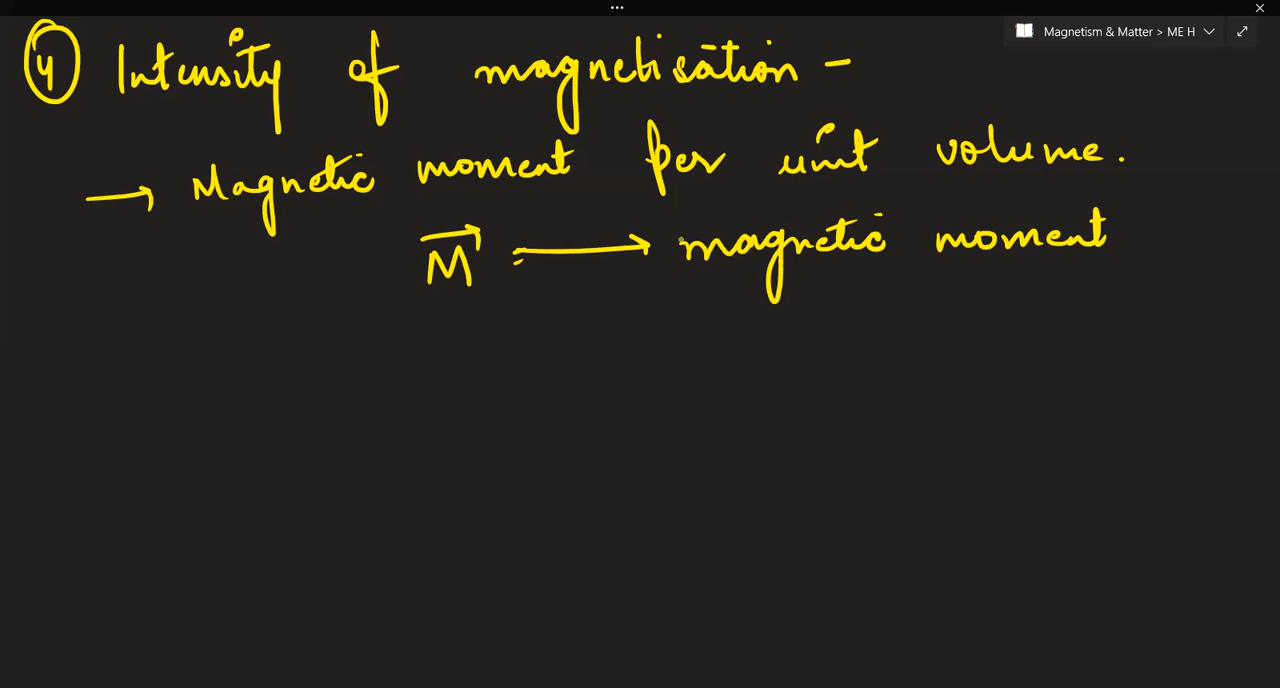 ...
Magnetism & Matter > ME H
4 Intensity of magnetisation -
→ Magnetic moment per unit volume.
M⃗ ⟹ magnetic moment